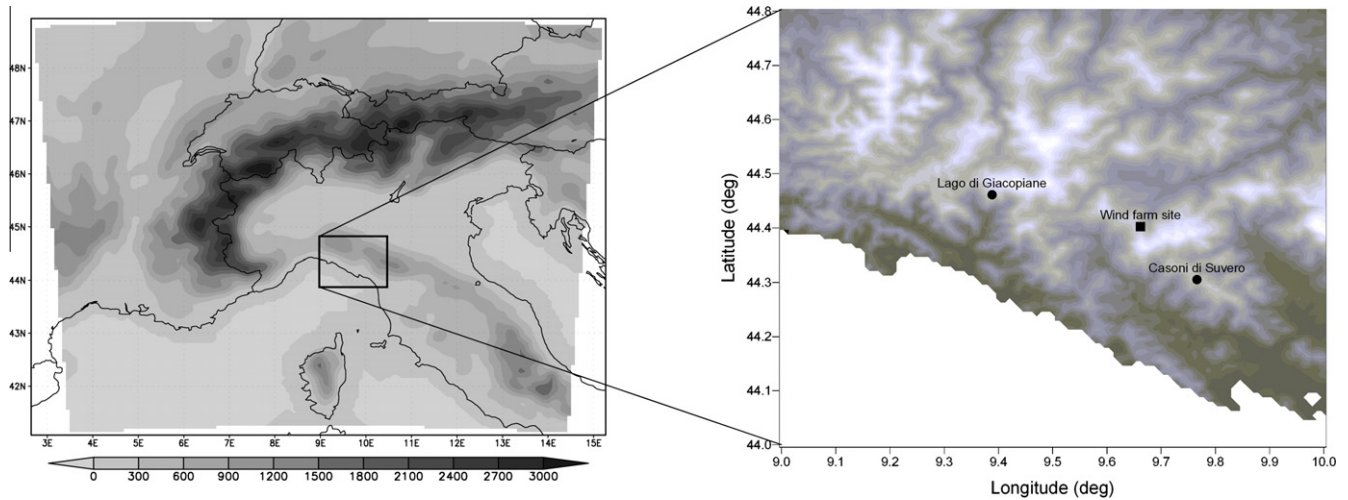 48N
47N
46N
45N
44N
43N
42N
3E 4E 5E 6E 7E 8E 9E 10E 11E 12E 13E 14E 15E
0 300 600 900 1200 1500 1800 2100 2400 2700 3000
44.8
44.7
44.6
44.5
44.4
44.3
44.2
44.1
44.0
Latitude (deg)
Lago di Giacopiane
Wind farm site
Casoni di Suvero
9.0 9.1 9.2 9.3 9.4 9.5 9.6 9.7 9.8 9.9 10.0
Longitude (deg)